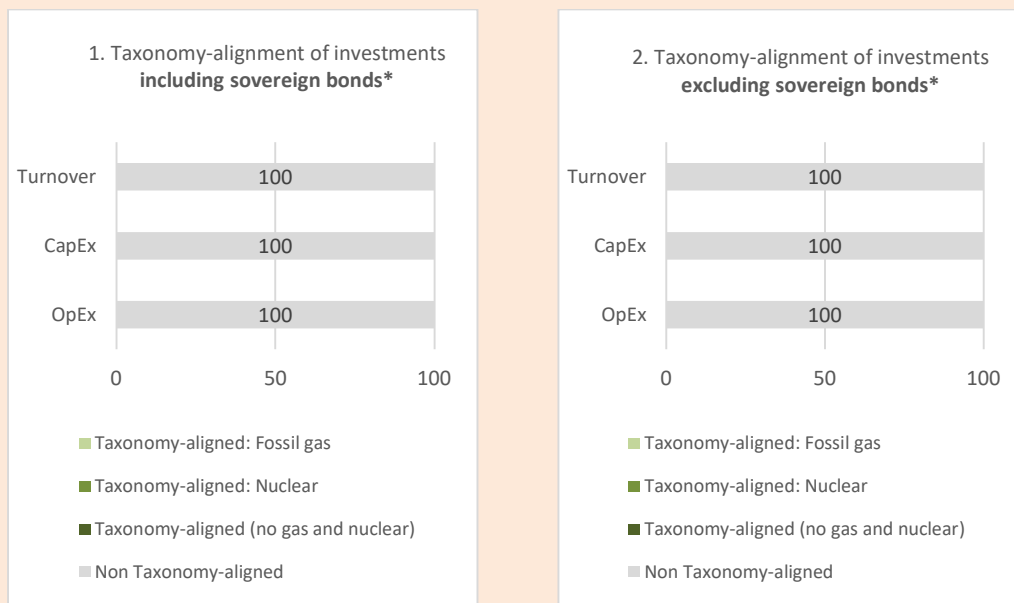 1. Taxonomy-alignment of investments
including sovereign bonds*
Turnover
100
CapEx
100
OpEx
100
0 50 100
Taxonomy-aligned: Fossil gas
Taxonomy-aligned: Nuclear
Taxonomy-aligned (no gas and nuclear)
Non Taxonomy-aligned
2. Taxonomy-alignment of investments
excluding sovereign bonds*
Turnover
100
CapEx
100
OpEx
100
0 50 100
Taxonomy-aligned: Fossil gas
Taxonomy-aligned: Nuclear
Taxonomy-aligned (no gas and nuclear)
Non Taxonomy-aligned